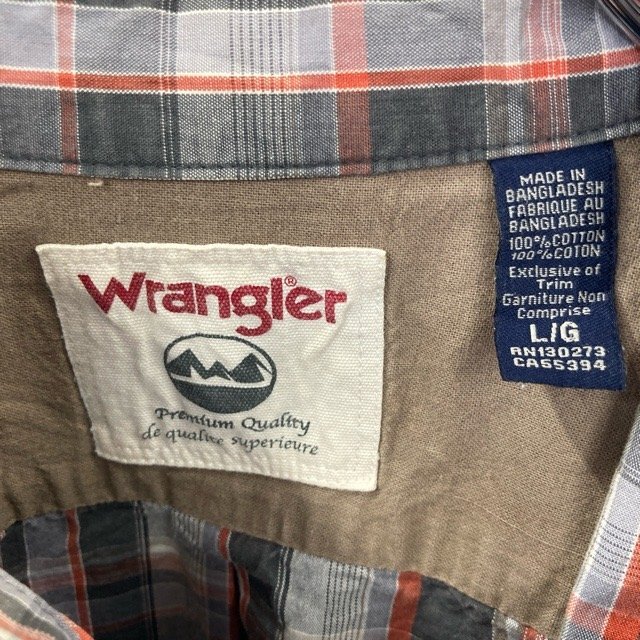 Wrangler®
Premium Quality
de qualite superieure
MADE IN
BANGLADESH
FABRIQUE AU
BANGLADESH
100% COTTON
100% COTON
Exclusive of
Trim
Garniture Non
Comprise
L/G
RN130273
CA55394